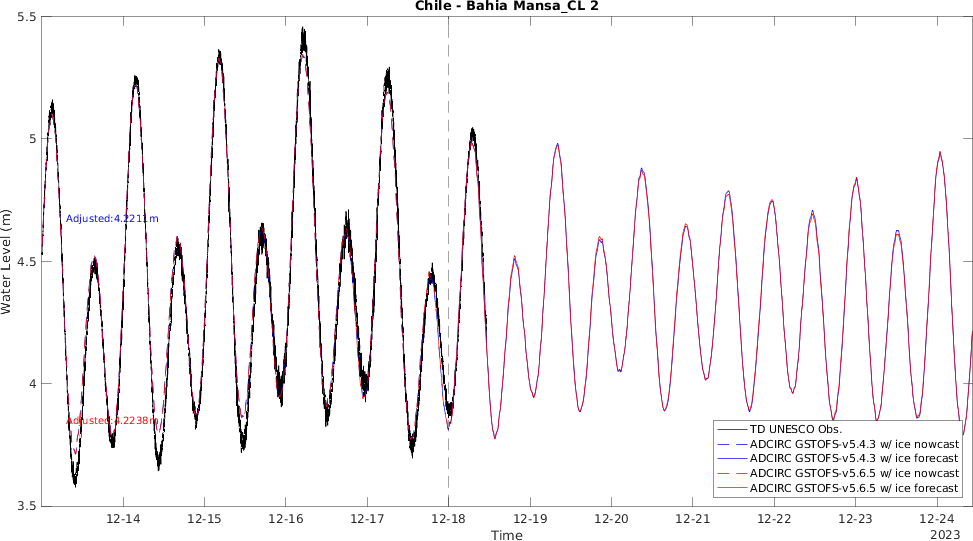 Chile - Bahia Mansa_CL 2
5.5
5
4.5
4
3.5
Water Level (m)
Adjusted:4.2211m
Adjusted:4.2238m
TD UNESCO Obs.
ADCIRC GSTOFS-v5.4.3 w/ ice nowcast
ADCIRC GSTOFS-v5.4.3 w/ ice forecast
ADCIRC GSTOFS-v5.6.5 w/ ice nowcast
ADCIRC GSTOFS-v5.6.5 w/ ice forecast
12-14 12-15 12-16 12-17 12-18 12-19 12-20 12-21 12-22 12-23 12-24
Time
2023